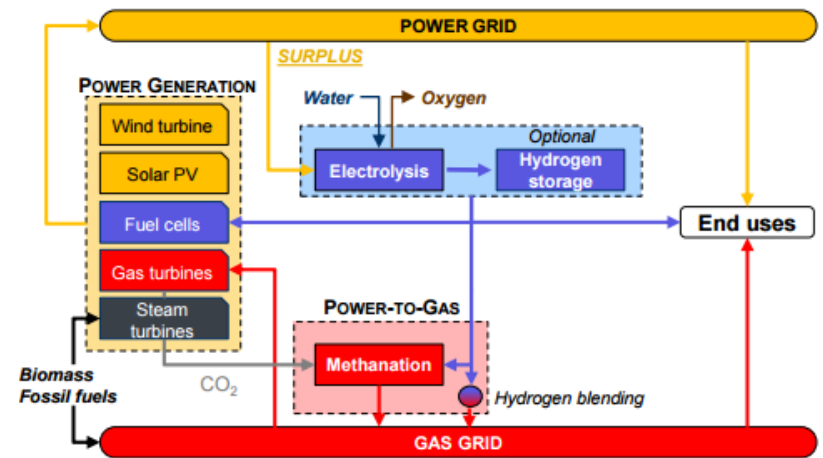 POWER GRID
SURPLUS
POWER GENERATION
Wind turbine
Solar PV
Fuel cells
Gas turbines
Steam
turbines
Water
Oxygen
Optional
Electrolysis
Hydrogen
storage
End uses
POWER-TO-GAS
Methanation
Biomass
Fossil fuels
CO₂
Hydrogen blending
GAS GRID